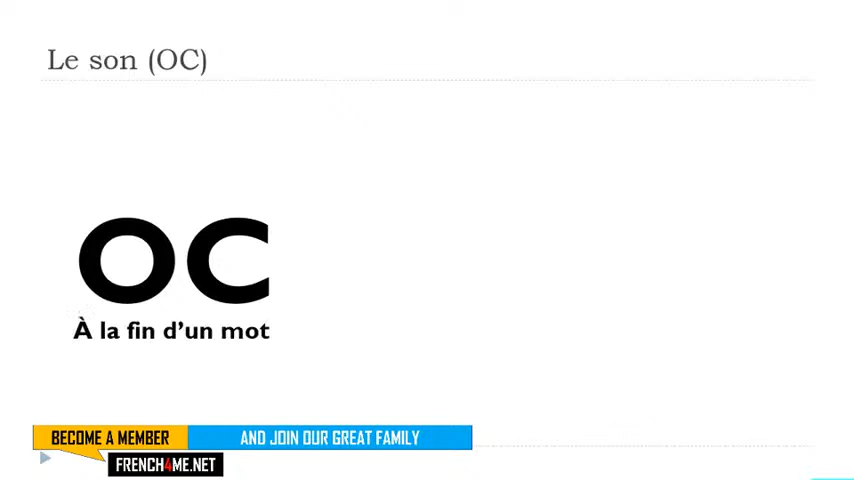 Le son (OC)
OC
À la fin d'un mot
BECOME A MEMBER AND JOIN OUR GREAT FAMILY
FRENCH4ME.NET